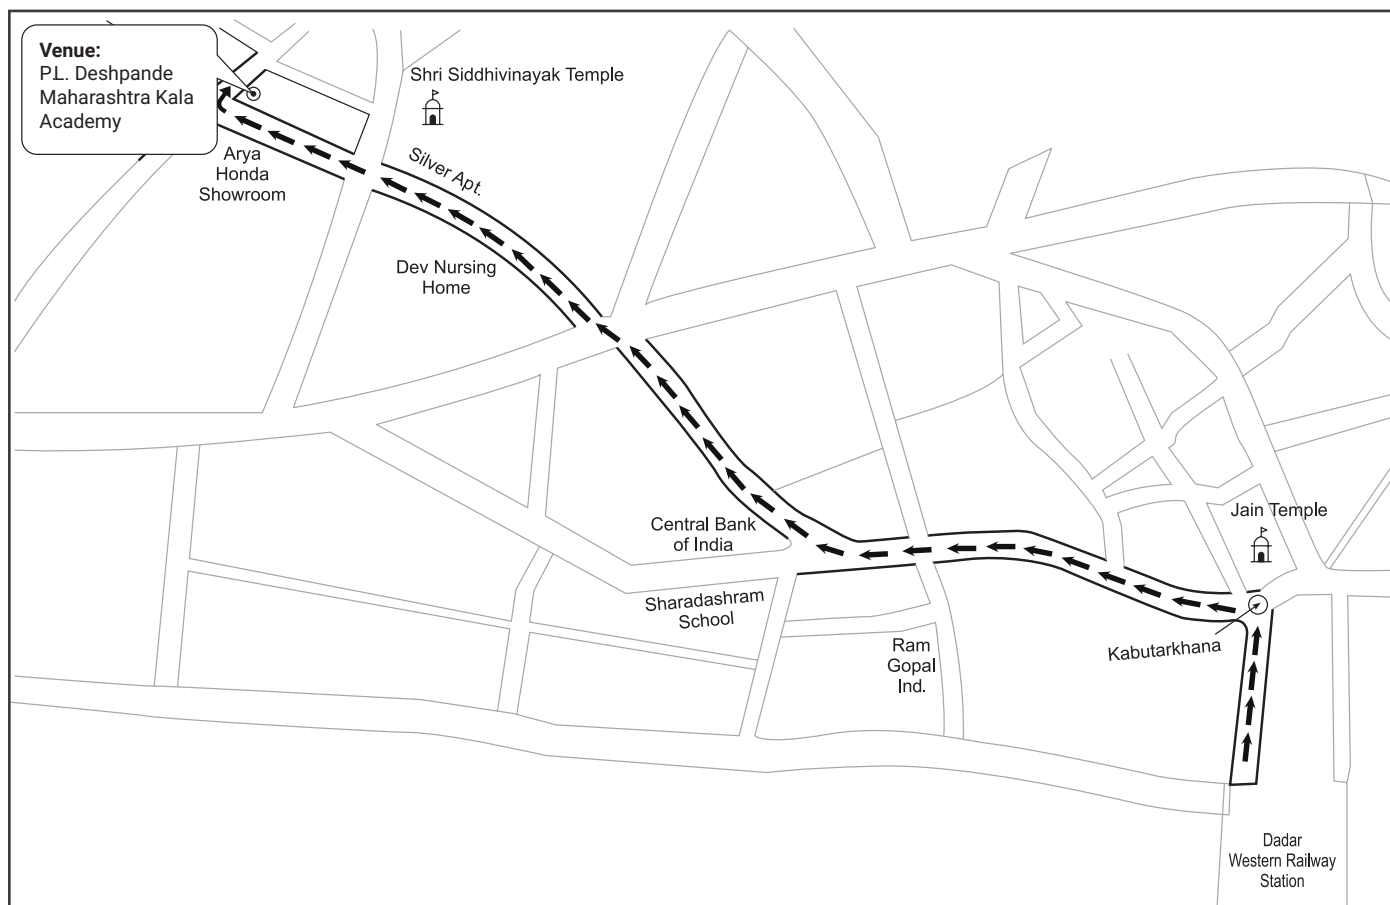 Venue:
P.L. Deshpande
Maharashtra Kala
Academy
Shri Siddhivinayak Temple
Arya
Honda
Showroom
Silver Apt.
Dev Nursing
Home
Central Bank
of India
Jain Temple
Sharadashram
School
Ram
Gopal
Ind.
Kabutarkhana
Dadar
Western Railway
Station